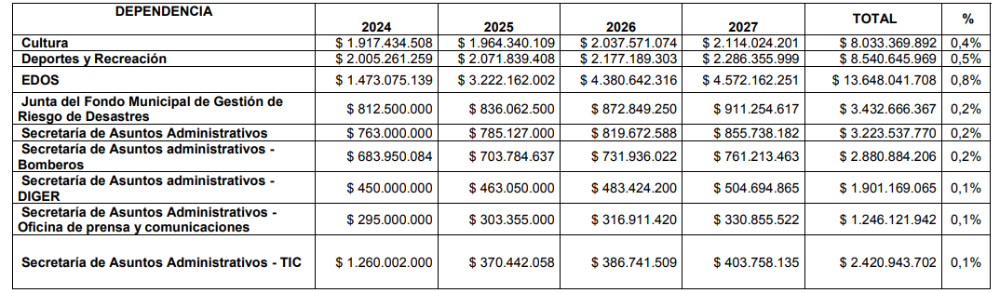 DEPENDENCIA 2024 2025 2026 2027 TOTAL %
Cultura $ 1.917.434.508 $ 1.964.340.109 $ 2.037.571.074 $ 2.114.024.201 $ 8.033.369.892 0,4%
Deportes y Recreación $ 2.005.261.259 $ 2.071.839.408 $ 2.177.189.303 $ 2.286.355.999 $ 8.540.645.969 0,5%
EDOS $ 1.473.075.139 $ 3.222.162.002 $ 4.380.642.316 $ 4.572.162.251 $ 13.648.041.708 0,8%
Junta del Fondo Municipal de Gestión de
Riesgo de Desastres $ 812.500.000 $ 836.062.500 $ 872.849.250 $ 911.254.617 $ 3.432.666.367 0,2%
Secretaría de Asuntos Administrativos $ 763.000.000 $ 785.127.000 $ 819.672.588 $ 855.738.182 $ 3.223.537.770 0,2%
Secretaría de Asuntos administrativos -
Bomberos $ 683.950.084 $ 703.784.637 $ 731.936.022 $ 761.213.463 $ 2.880.884.206 0,2%
Secretaría de Asuntos administrativos -
DIGER $ 450.000.000 $ 463.050.000 $ 483.424.200 $ 504.694.865 $ 1.901.169.065 0,1%
Secretaría de Asuntos Administrativos -
Oficina de prensa y comunicaciones $ 295.000.000 $ 303.355.000 $ 316.911.420 $ 330.855.522 $ 1.246.121.942 0,1%
Secretaría de Asuntos Administrativos - TIC $ 1.260.002.000 $ 370.442.058 $ 386.741.509 $ 403.758.135 $ 2.420.943.702 0,1%